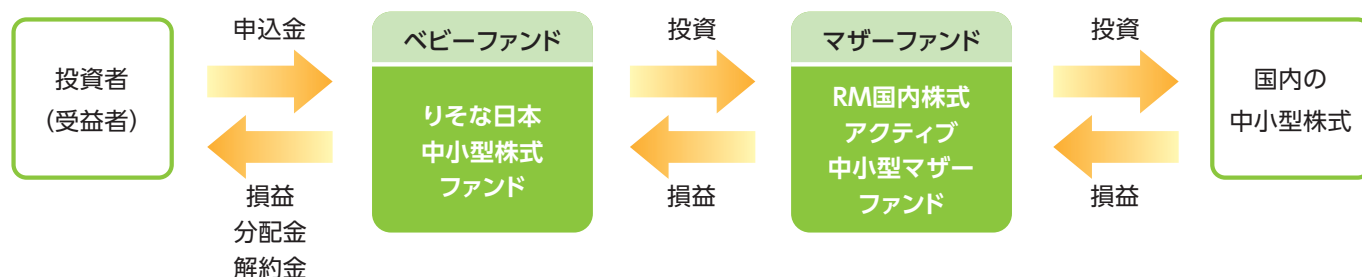 投資者
（受益者）
申込金
損益
分配金
解約金
ベビーファンド
りそな日本
中小型株式
ファンド
投資
損益
マザーファンド
RM国内株式
アクティブ
中小型マザー
ファンド
投資
損益
国内の
中小型株式